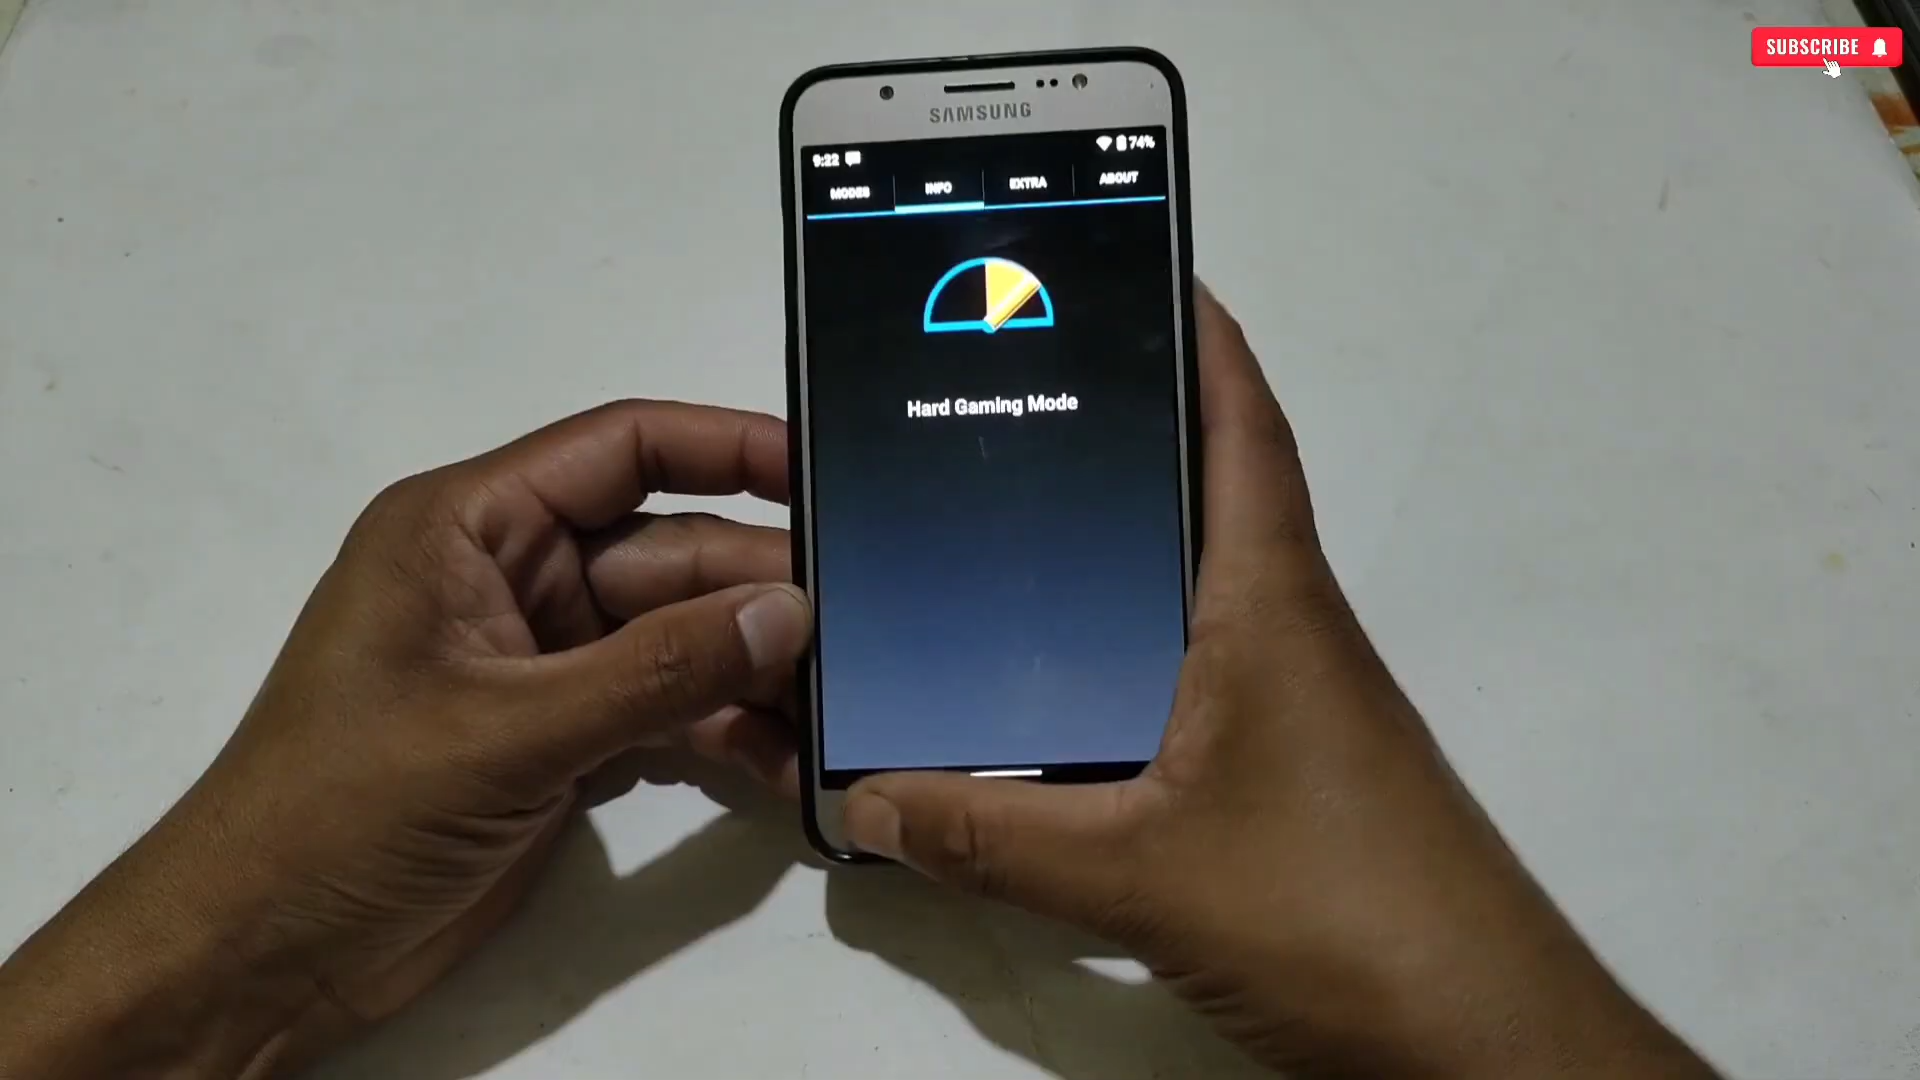 SUBSCRIBE
SAMSUNG
9:22
74%
MODES INFO EXTRA ABOUT
Hard Gaming Mode